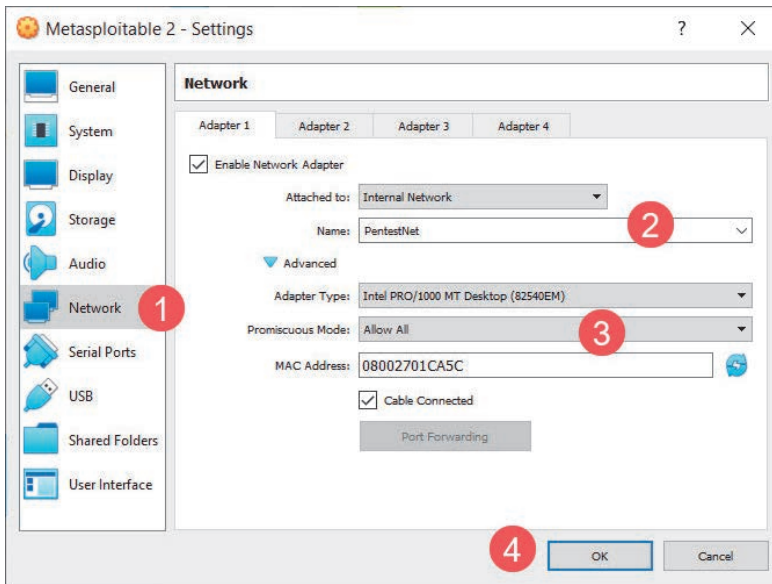 Metasploitable 2 - Settings
?
General
System
Display
Storage
Audio
Network
1
Serial Ports
USB
Shared Folders
User Interface
Network
Adapter 1
Adapter 2
Adapter 3
Adapter 4
Enable Network Adapter
Attached to: Internal Network
Name: PentestNet
2
Advanced
Adapter Type: Intel PRO/1000 MT Desktop (82540EM)
Promiscuous Mode: Allow All
3
MAC Address: 08002701CA5C
Cable Connected
Port Forwarding
4
OK
Cancel